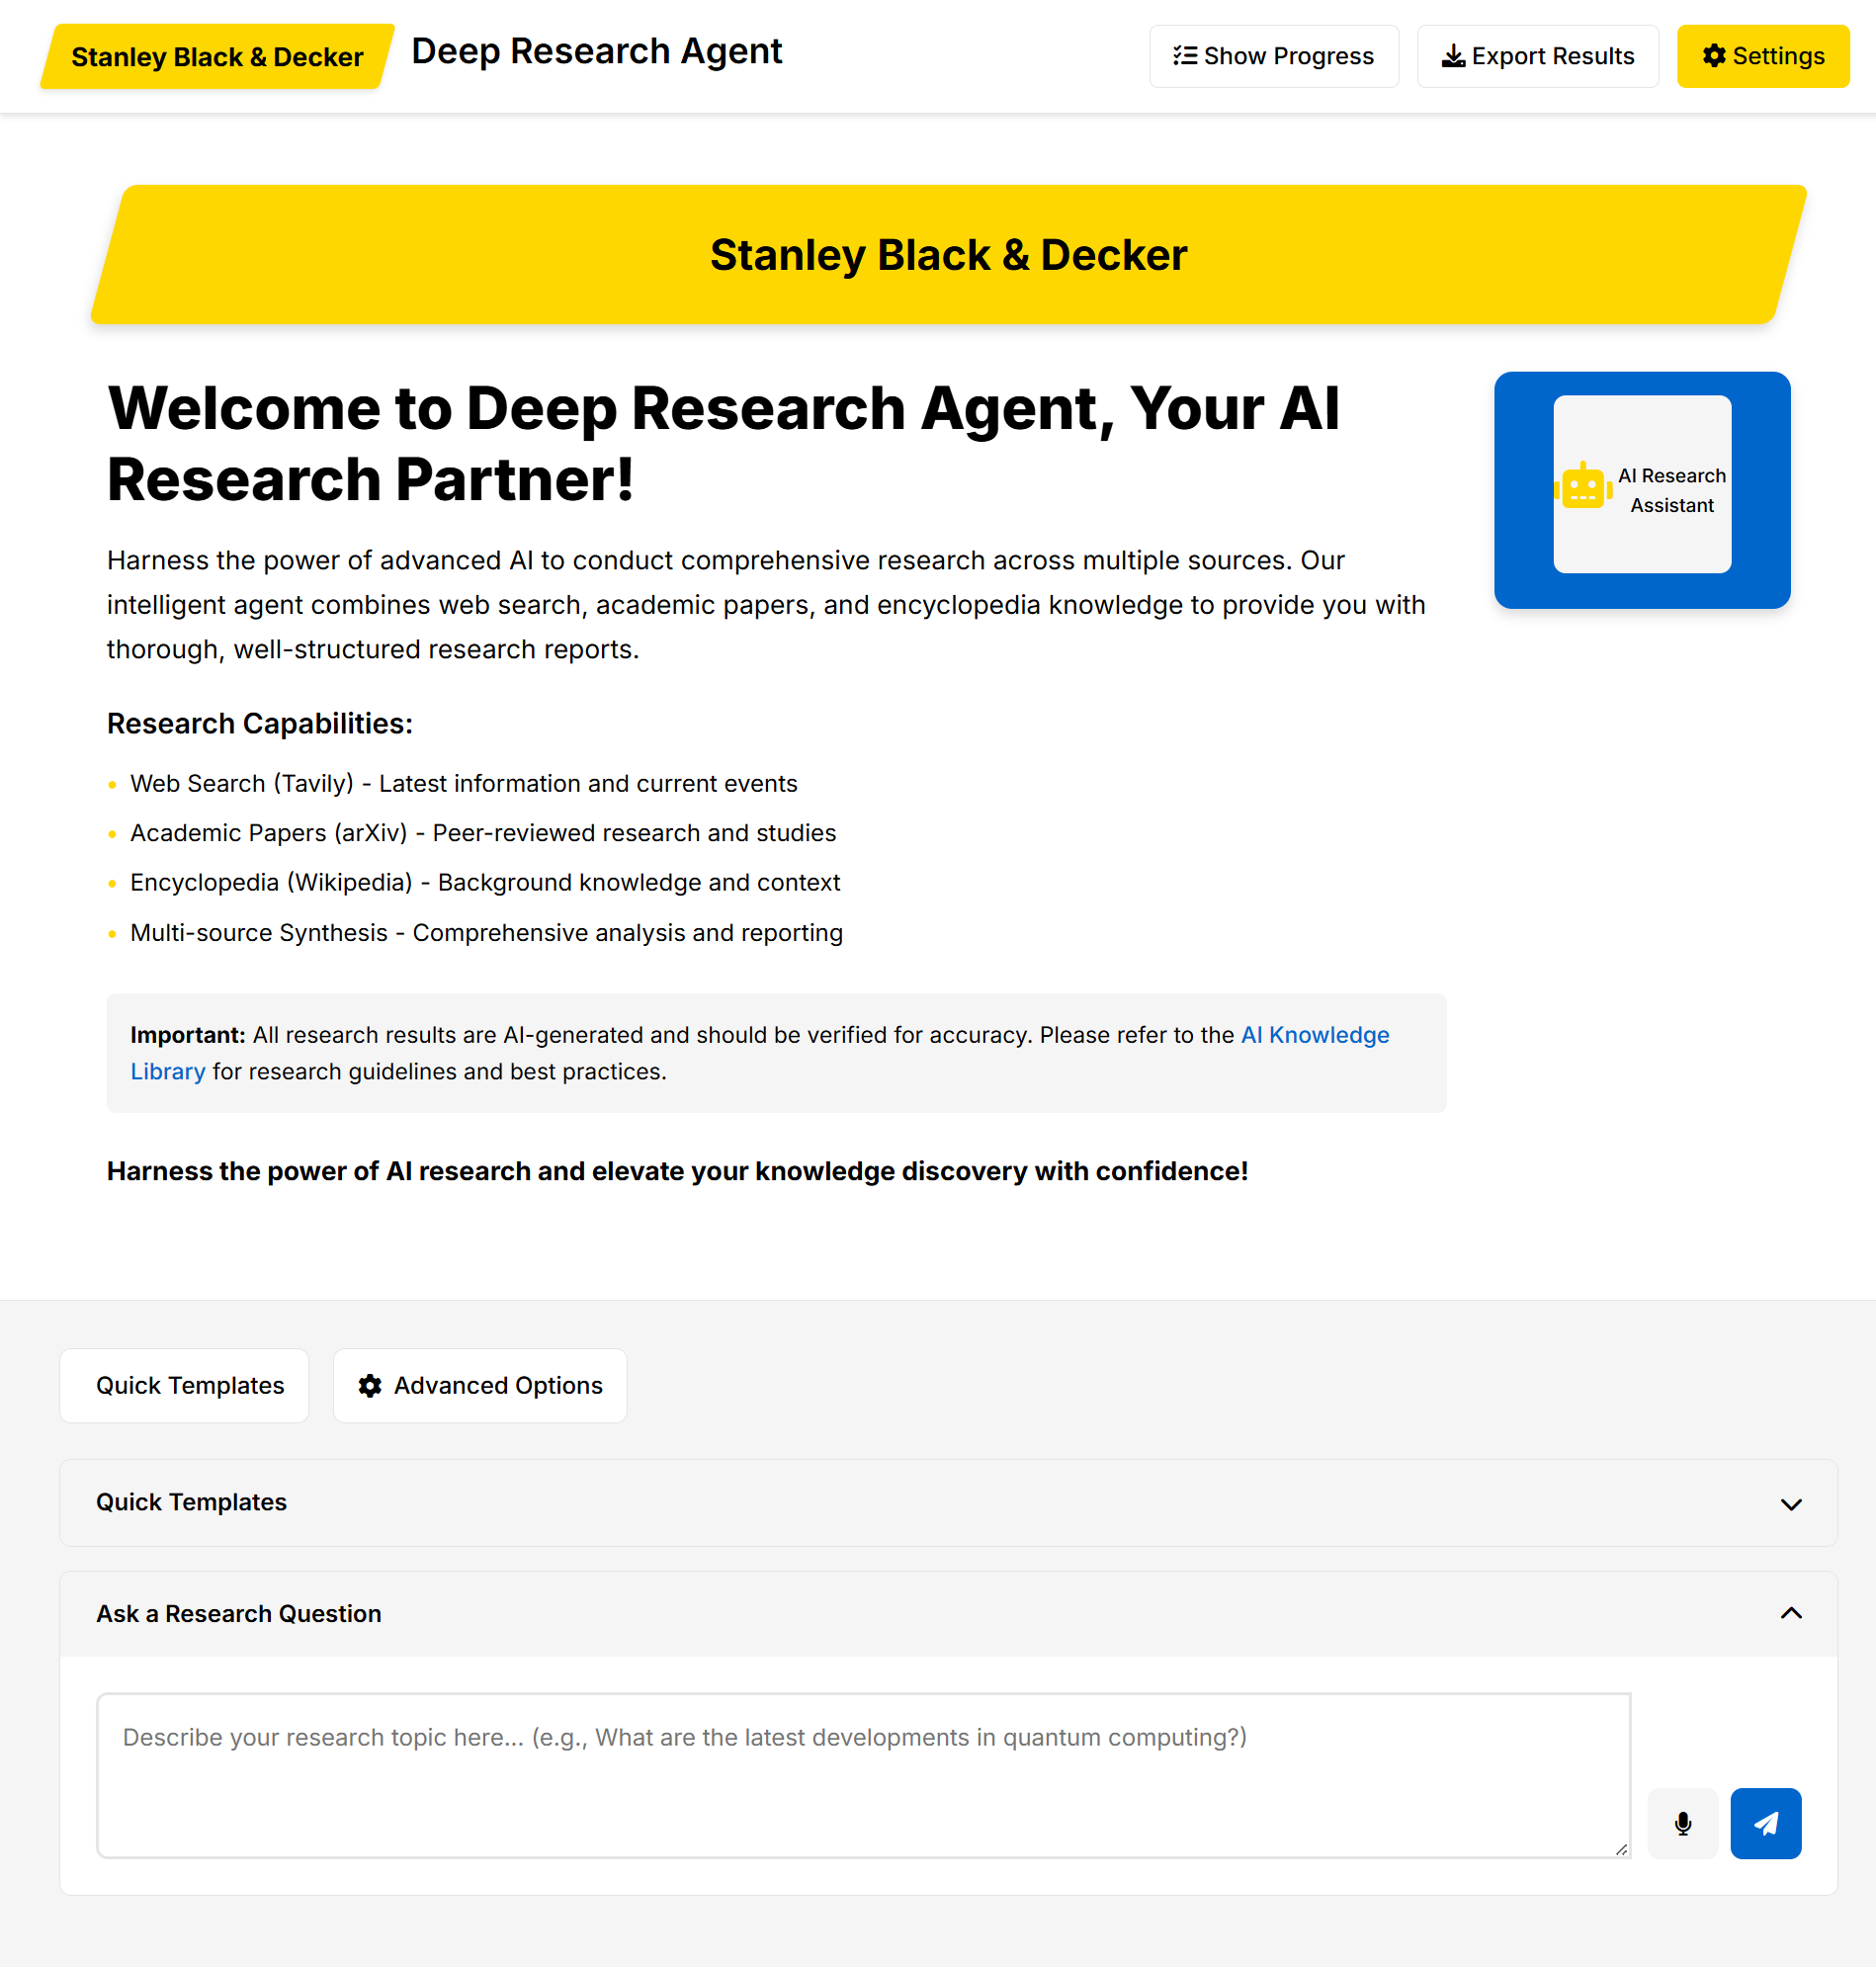 Stanley Black & Decker
Deep Research Agent
Show Progress
Export Results
Settings
Stanley Black & Decker
Welcome to Deep Research Agent, Your AI
Research Partner!
AI Research
Assistant
Harness the power of advanced AI to conduct comprehensive research across multiple sources. Our
intelligent agent combines web search, academic papers, and encyclopedia knowledge to provide you with
thorough, well-structured research reports.
Research Capabilities:
• Web Search (Tavily) - Latest information and current events
• Academic Papers (arXiv) - Peer-reviewed research and studies
• Encyclopedia (Wikipedia) - Background knowledge and context
• Multi-source Synthesis - Comprehensive analysis and reporting
Important: All research results are AI-generated and should be verified for accuracy. Please refer to the AI Knowledge
Library for research guidelines and best practices.
Harness the power of AI research and elevate your knowledge discovery with confidence!
Quick Templates
Advanced Options
Quick Templates
Ask a Research Question
Describe your research topic here... (e.g., What are the latest developments in quantum computing?)